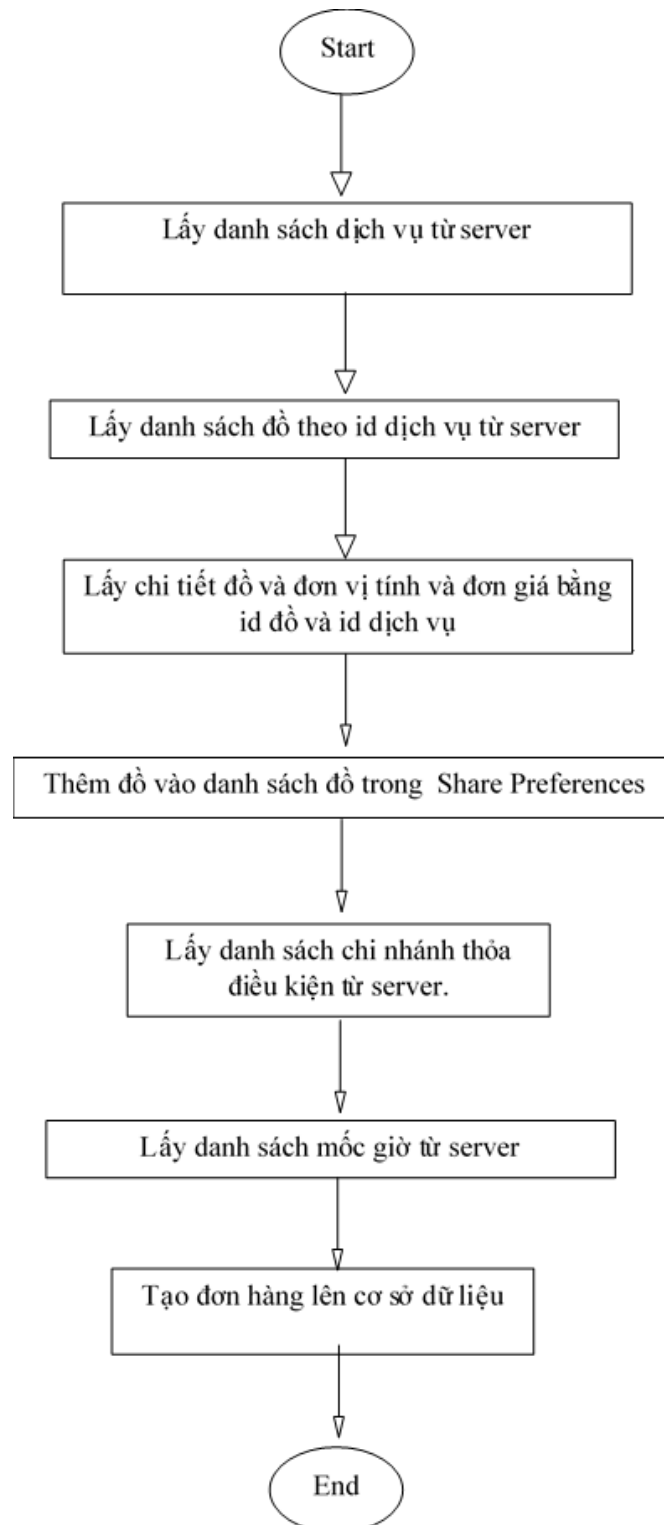 Start
Lấy danh sách dịch vụ từ server
Lấy danh sách đồ theo id dịch vụ từ server
Lấy chi tiết đồ và đơn vị tính và đơn giá bằng
id đồ và id dịch vụ
Thêm đồ vào danh sách đồ trong Share Preferences
Lấy danh sách chi nhánh thỏa
điều kiện từ server.
Lấy danh sách mốc giờ từ server
Tạo đơn hàng lên cơ sở dữ liệu
End